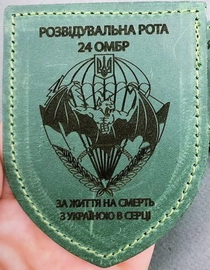 РОЗВІДУВАЛЬНА РОТА
24 ОМБР
ЗА ЖИТТЯ НА СМЕРТЬ
З УКРАЇНОЮ В СЕРЦІ